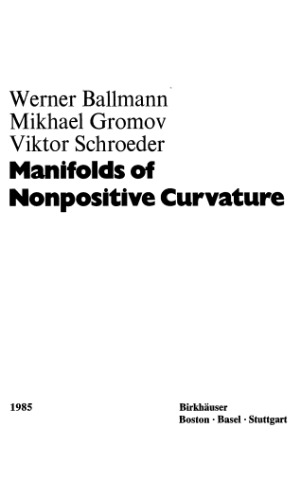 Werner Ballmann
Mikhael Gromov
Viktor Schroeder
Manifolds of
Nonpositive Curvature
1985
Birkhäuser
Boston · Basel · Stuttgart